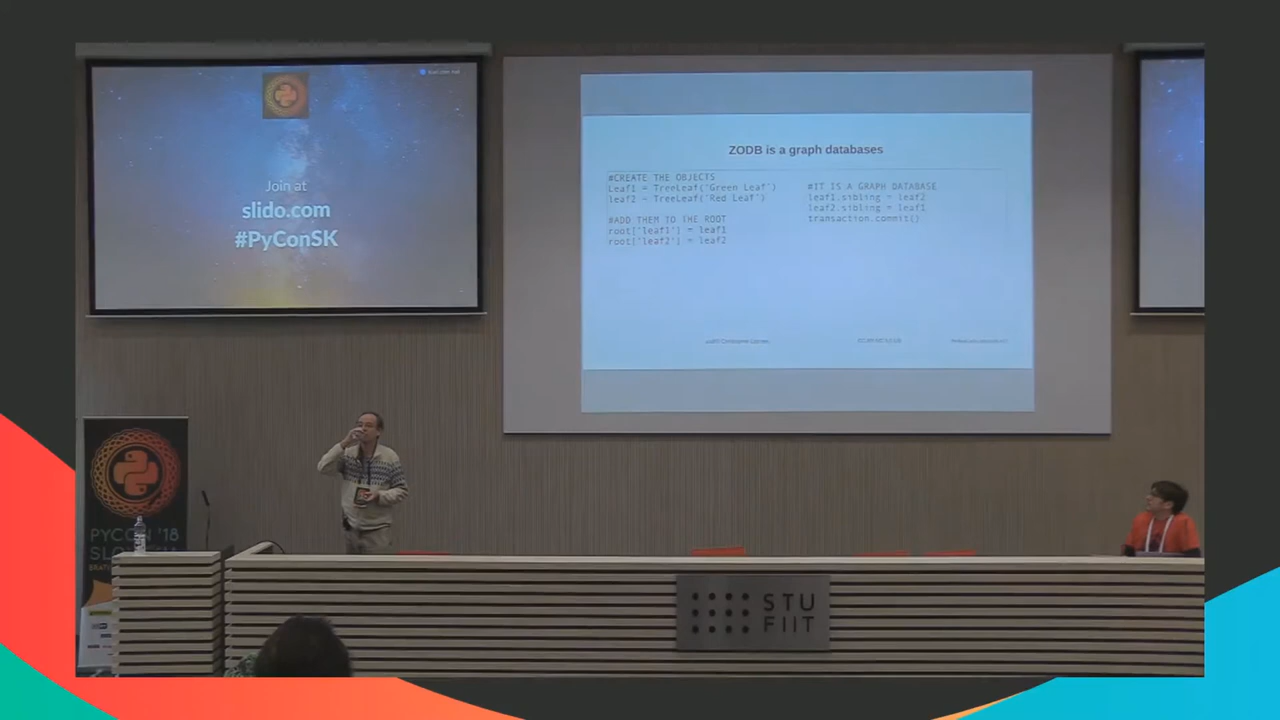 Join at
slido.com
#PyConSK
ZODB is a graph databases
#CREATE THE OBJECTS
Leaf1 = TreeLeaf('Green Leaf')
leaf2 = TreeLeaf('Red Leaf')
#ADD THEM TO THE ROOT
root['leaf1'] = leaf1
root['leaf2'] = leaf2
#IT IS A GRAPH DATABASE
leaf1.sibling = leaf2
leaf2.sibling = leaf1
transaction.commit()
PYCON '18
STU
FIIT